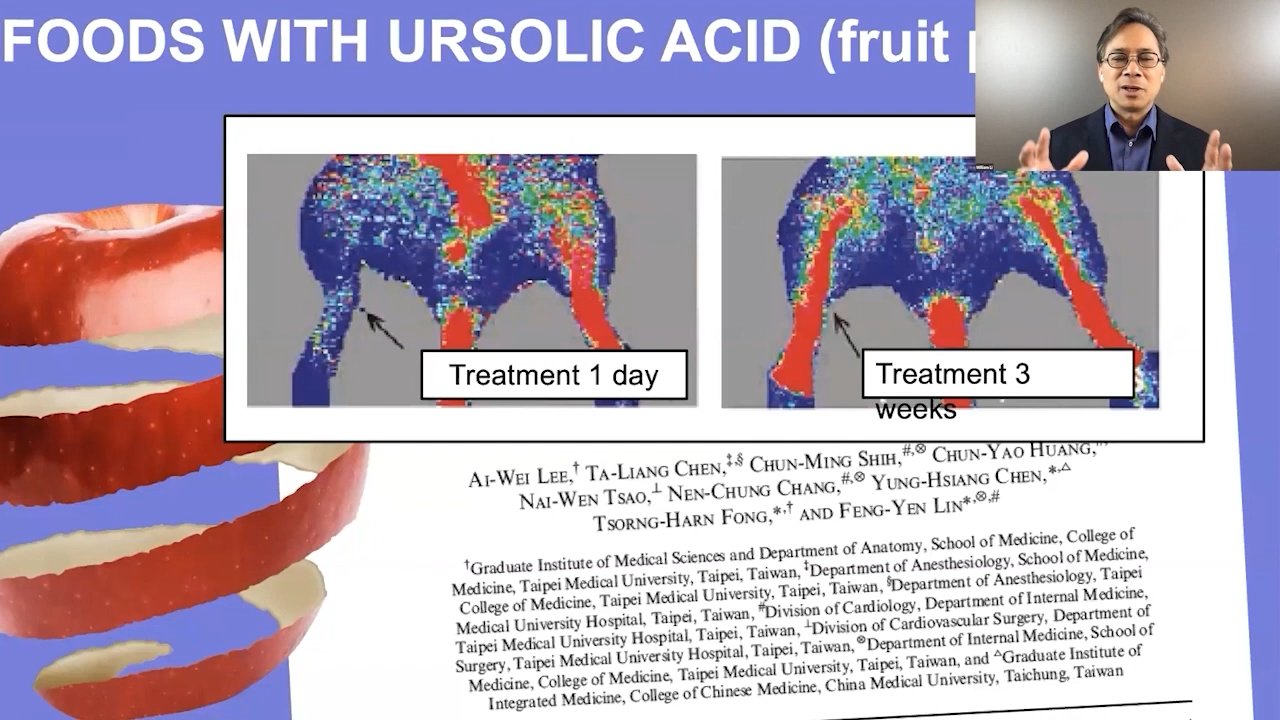 FOODS WITH URSOLIC ACID (fruit
Treatment 1 day
Treatment 3
weeks
AI-WEI LEE,† TA-LIANG CHEN,‡,§ CHUN-MING SHIH,#,⊗ CHUN-YAO HUANG,
NAI-WEN TSAO,⊥ NEN-CHUNG CHANG,#,⊗ YUNG-HSIANG CHEN,*,△
TSORNG-HARN FONG,*,† AND FENG-YEN LIN*,⊗,#
†Graduate Institute of Medical Sciences and Department of Anatomy, School of Medicine, College of
Medicine, Taipei Medical University, Taipei, Taiwan, ‡Department of Anesthesiology, School of Medicine,
College of Medicine, Taipei Medical University, Taipei, Taiwan, §Department of Anesthesiology, Taipei
Medical University Hospital, Taipei, Taiwan, #Division of Cardiology, Department of Internal Medicine,
Taipei Medical University Hospital, Taipei, Taiwan, ⊥Division of Cardiovascular Surgery, Department of
Surgery, Taipei Medical University Hospital, Taipei, Taiwan, ⊗Department of Internal Medicine, School of
Medicine, College of Medicine, Taipei Medical University, Taipei, Taiwan, and △Graduate Institute of
Integrated Medicine, College of Chinese Medicine, China Medical University, Taichung, Taiwan